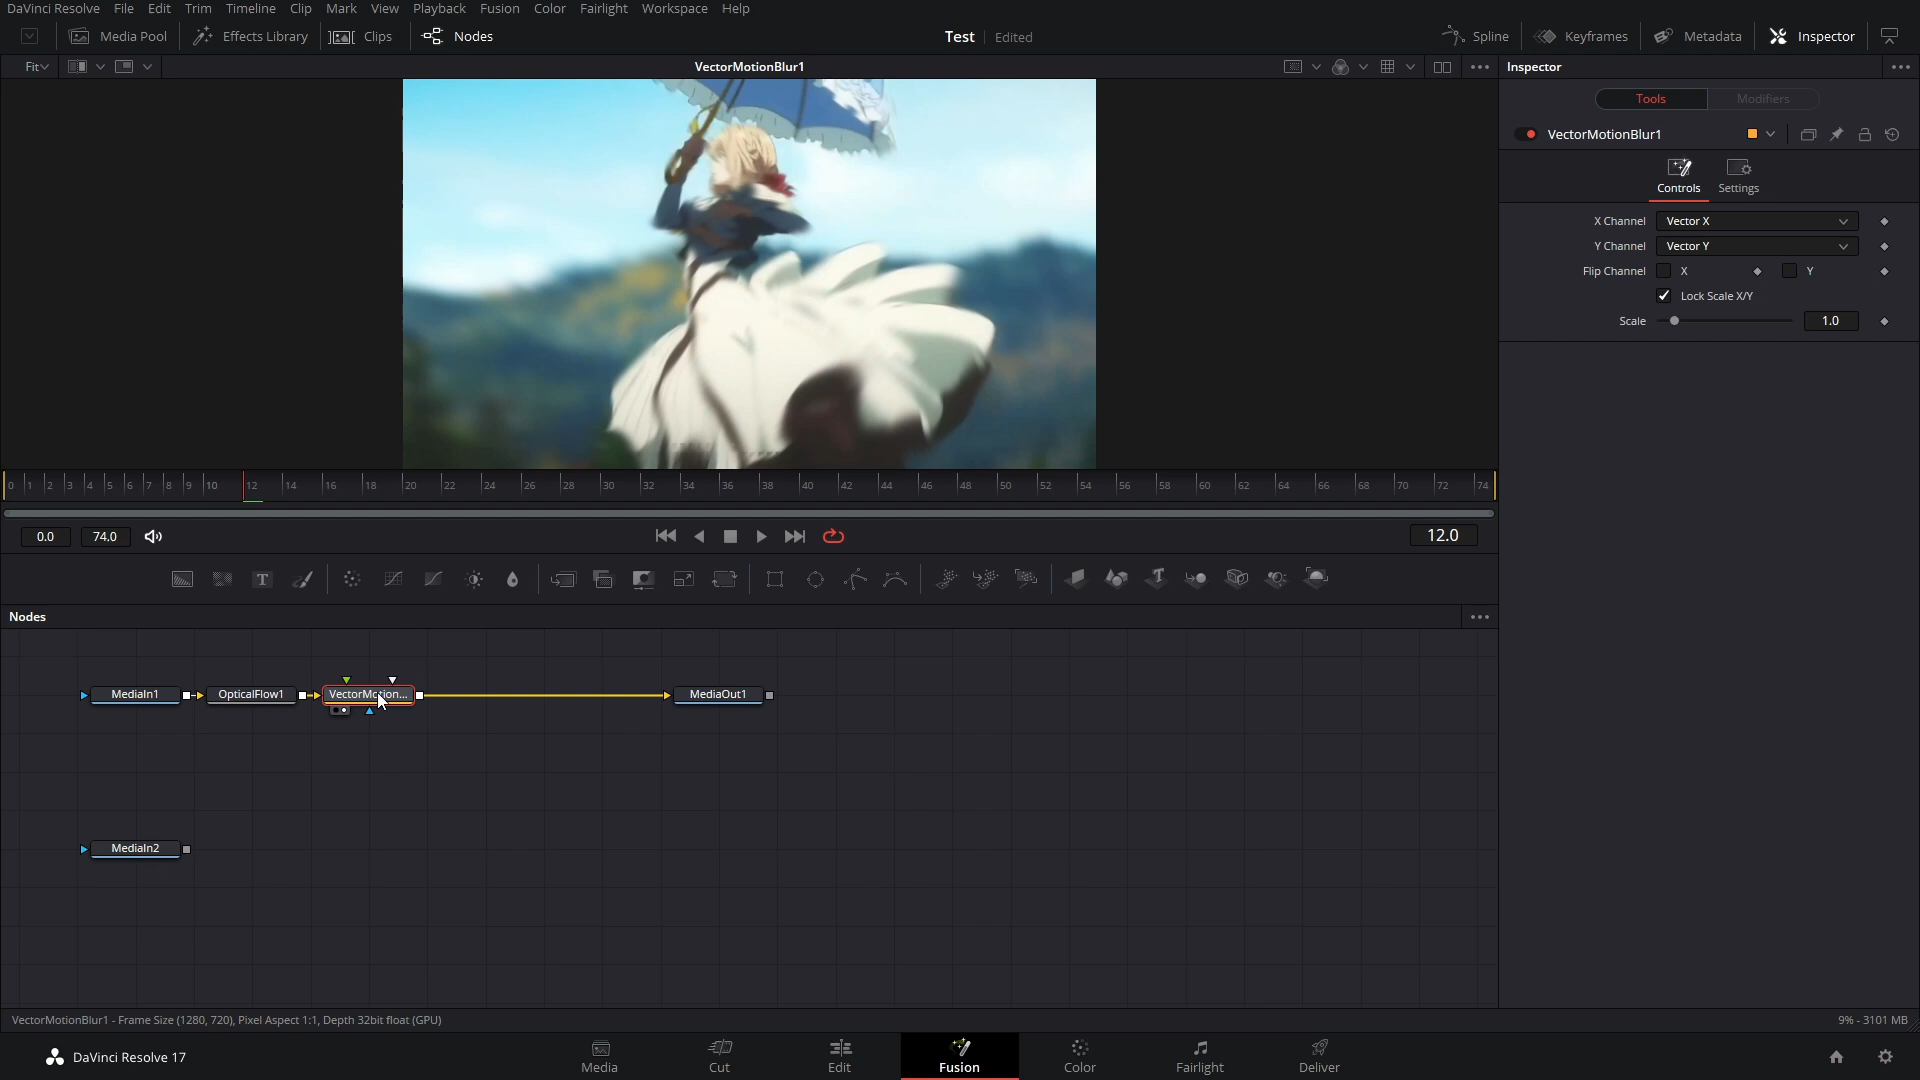 DaVinci Resolve File Edit Trim Timeline Clip Mark View Playback Fusion Color Fairlight Workspace Help
Media Pool Effects Library Clips Nodes Test Edited Spline Keyframes Metadata Inspector
Fit VectorMotionBlur1 Inspector
Tools Modifiers
VectorMotionBlur1
Controls Settings
X Channel Vector X
Y Channel Vector Y
Flip Channel X Y
Lock Scale X/Y
Scale 1.0
0 1 2 3 4 5 6 7 8 9 10 12 14 16 18 20 22 24 26 28 30 32 34 36 38 40 42 44 46 48 50 52 54 56 58 60 62 64 66 68 70 72 74
0.0 74.0 12.0
Nodes
MediaIn1 OpticalFlow1 VectorMotion... MediaOut1
MediaIn2
VectorMotionBlur1 - Frame Size (1280, 720), Pixel Aspect 1:1, Depth 32bit float (GPU) 9% - 3101 MB
DaVinci Resolve 17 Media Cut Edit Fusion Color Fairlight Deliver